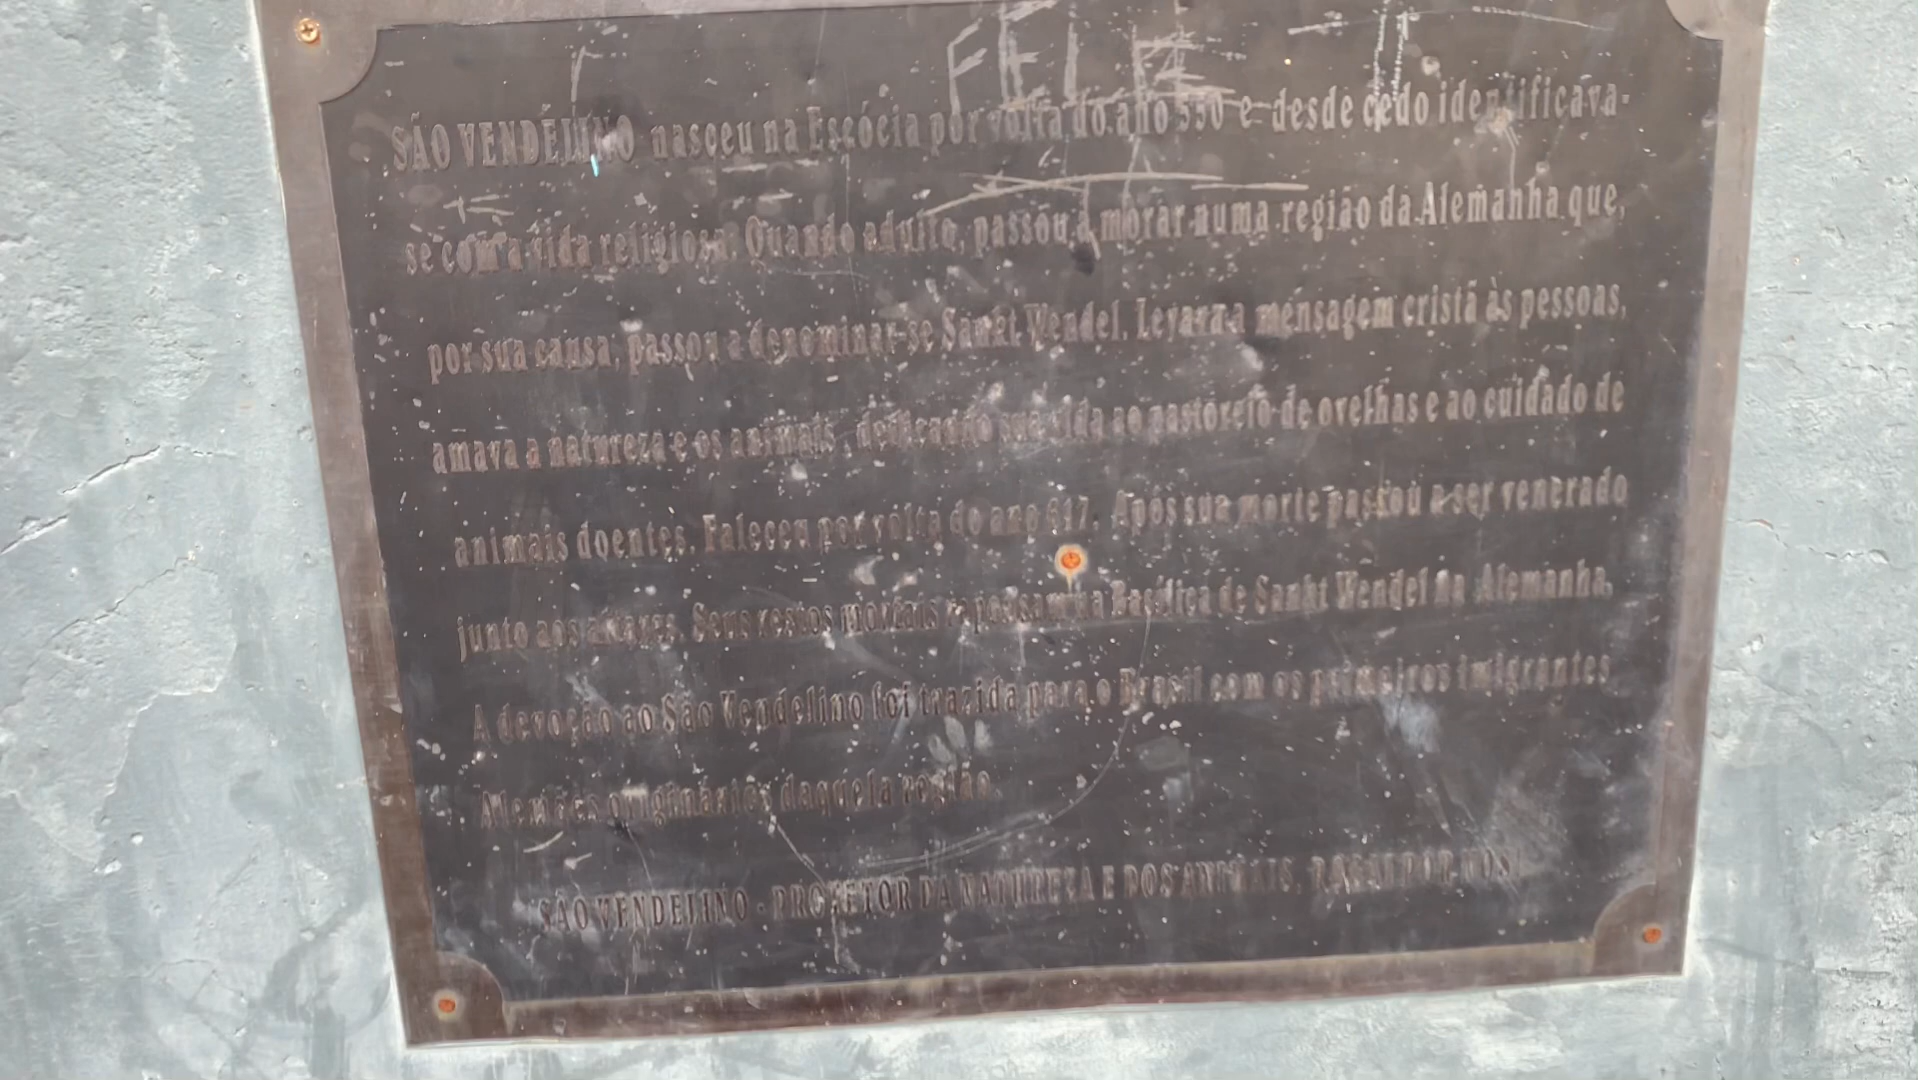 FELIZ
SÃO VENDELINO nasceu na Escócia por volta do ano 550 e desde cedo identificava-
se com a vida religiosa. Quando adulto, passou a morar numa região da Alemanha que,
por sua causa, passou a denominar-se Sankt Wendel. Levava a mensagem cristã às pessoas,
amava a natureza e os animais, dedicando sua vida ao pastoreio de ovelhas e ao cuidado de
animais doentes. Faleceu por volta do ano 617. Após sua morte passou a ser venerado
junto aos altares. Seus restos mortais repousam na Basílica de Sankt Wendel na Alemanha.
A devoção ao São Vendelino foi trazida para o Brasil com os primeiros imigrantes
Alemães originários daquela região.
SÃO VENDELINO - PROTETOR DA NATUREZA E DOS ANIMAIS, ROGAI POR NÓS!